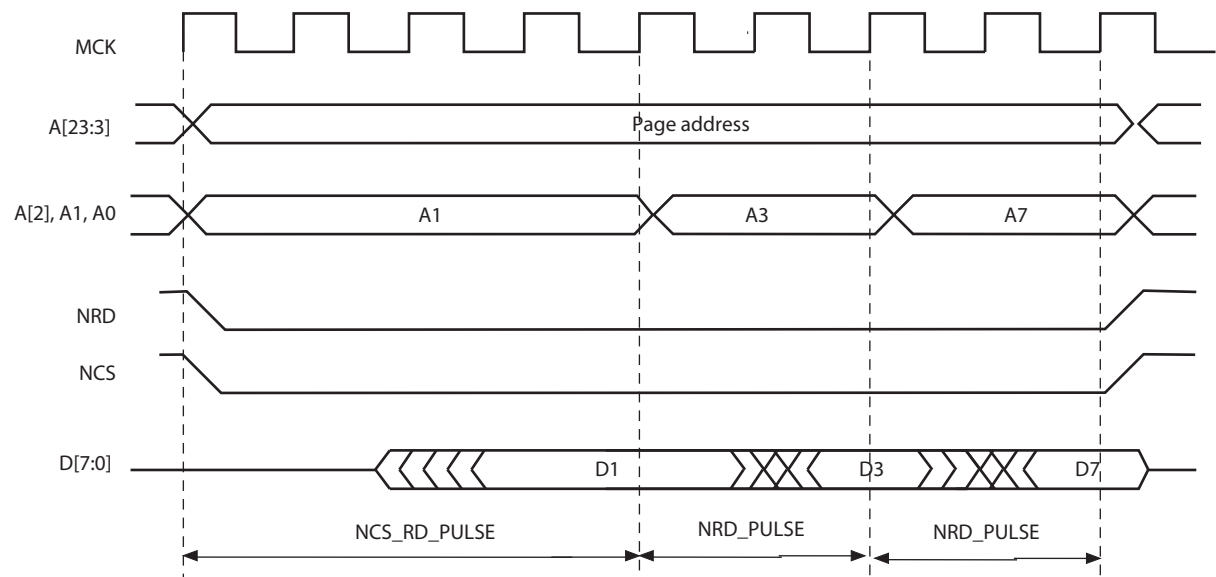 MCK
A[23:3]
Page address
A[2], A1, A0
A1
A3
A7
NRD
NCS
D[7:0]
D1
D3
D7
NCS_RD_PULSE
NRD_PULSE
NRD_PULSE